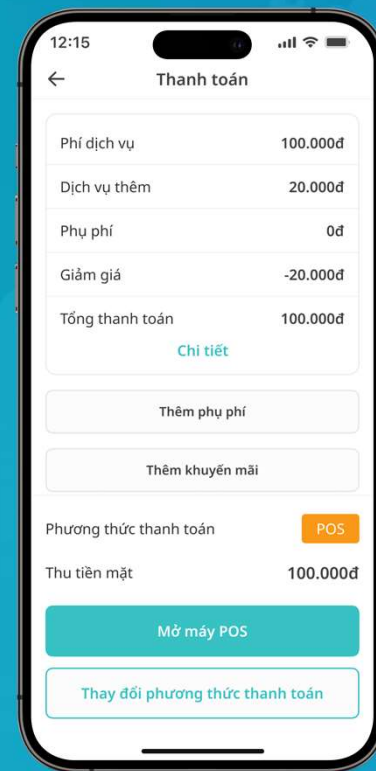 12:15
Thanh toán
Phí dịch vụ 100.000đ
Dịch vụ thêm 20.000đ
Phụ phí 0đ
Giảm giá -20.000đ
Tổng thanh toán 100.000đ
Chi tiết
Thêm phụ phí
Thêm khuyến mãi
Phương thức thanh toán POS
Thu tiền mặt 100.000đ
Mở máy POS
Thay đổi phương thức thanh toán